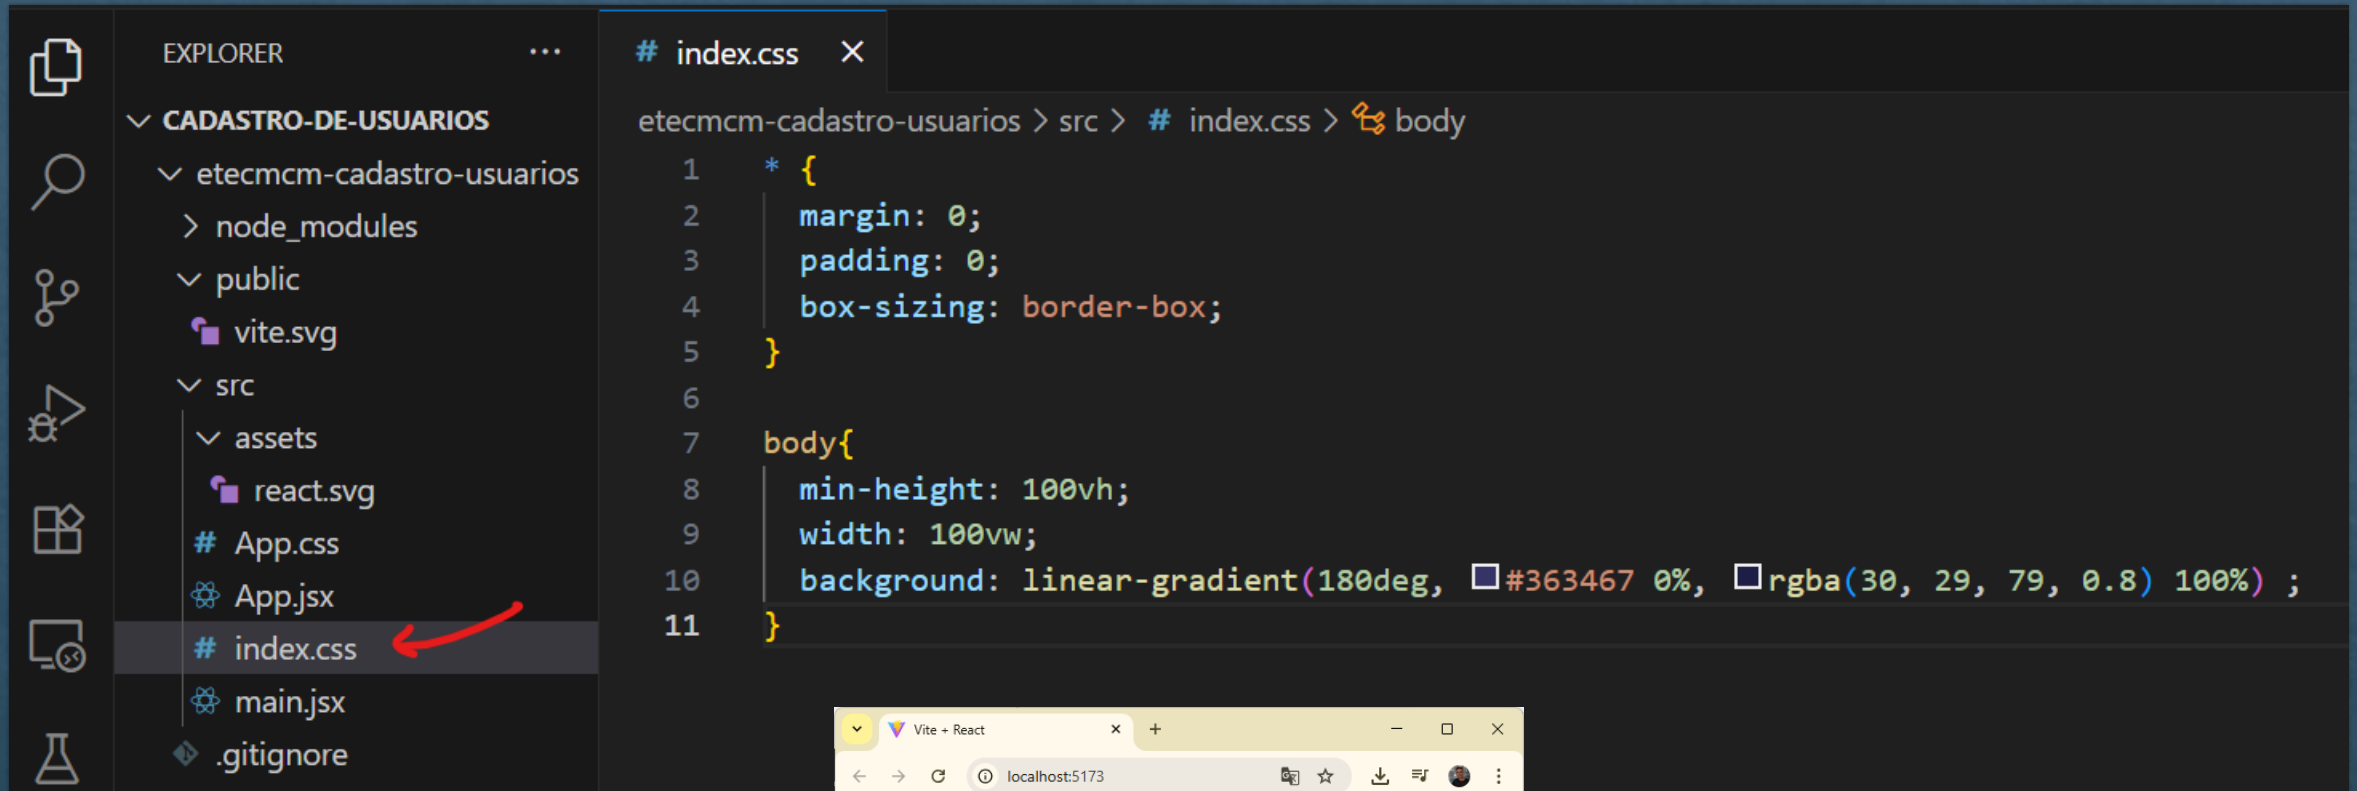 EXPLORER
CADASTRO-DE-USUARIOS
etecmcm-cadastro-usuarios
node_modules
public
vite.svg
src
assets
react.svg
# App.css
App.jsx
# index.css
main.jsx
.gitignore
# index.css
etecmcm-cadastro-usuarios > src > # index.css > body
1 * {
2 margin: 0;
3 padding: 0;
4 box-sizing: border-box;
5 }
6
7 body{
8 min-height: 100vh;
9 width: 100vw;
10 background: linear-gradient(180deg, #363467 0%, rgba(30, 29, 79, 0.8) 100%) ;
11 }
Vite + React
localhost:5173